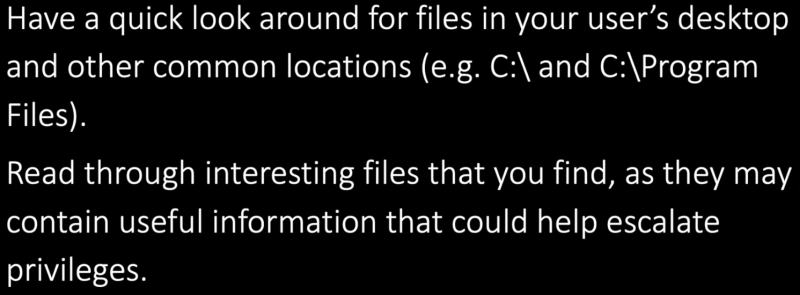 Have a quick look around for files in your user’s desktop
and other common locations (e.g. C:\ and C:\Program
Files).
Read through interesting files that you find, as they may
contain useful information that could help escalate
privileges.